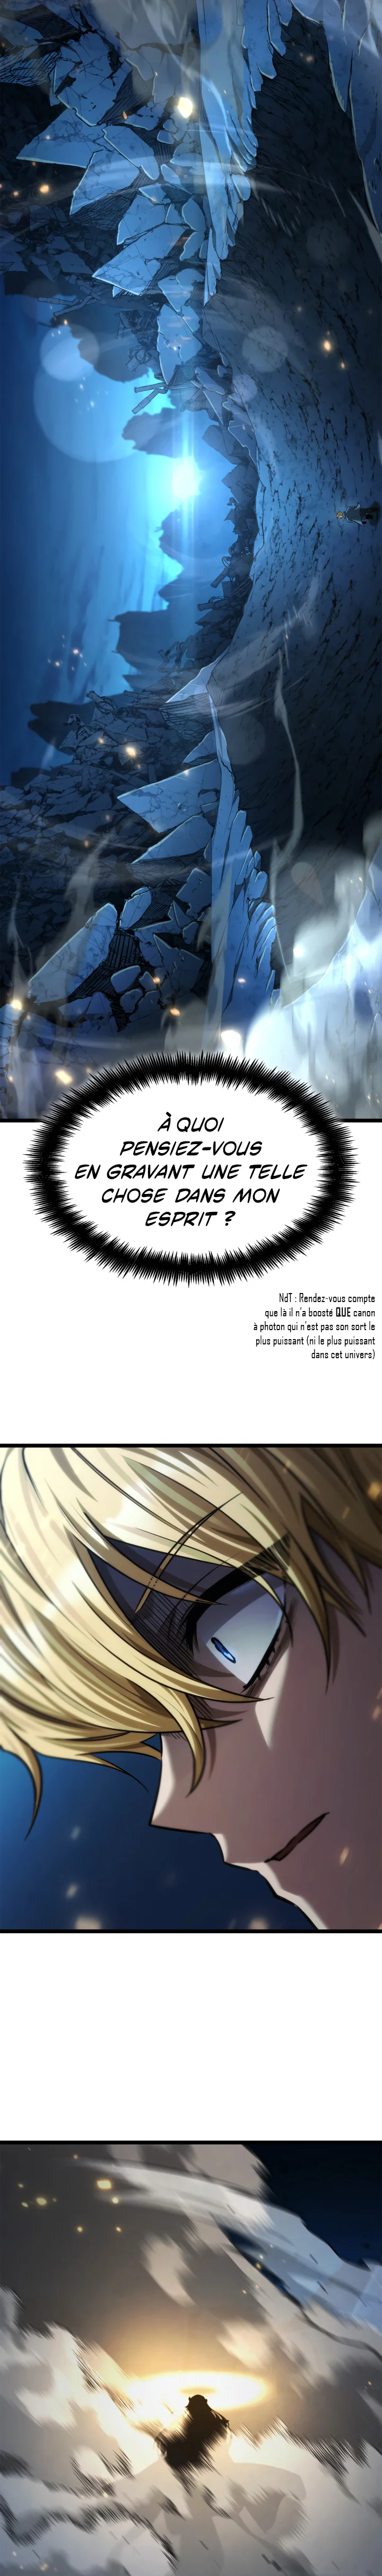 À QUOI
PENSIEZ-VOUS
EN GRAVANT UNE TELLE
CHOSE DANS MON
ESPRIT ?
NdT : Rendez-vous compte
que là il n'a boosté QUE canon
à photon qui n'est pas son sort le
plus puissant (ni le plus puissant
dans cet univers)